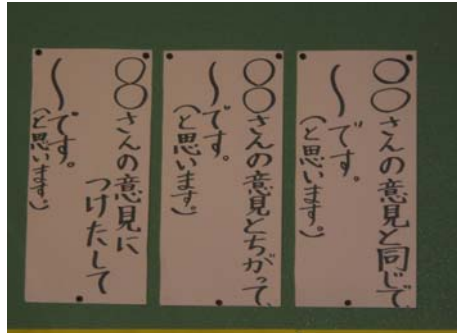 ○○さんの意見と同じで、
〜です。
(と思います。)
○○さんの意見とちがって、
〜です。
(と思います。)
○○さんの意見に
つけたして
〜です。
(と思います。)